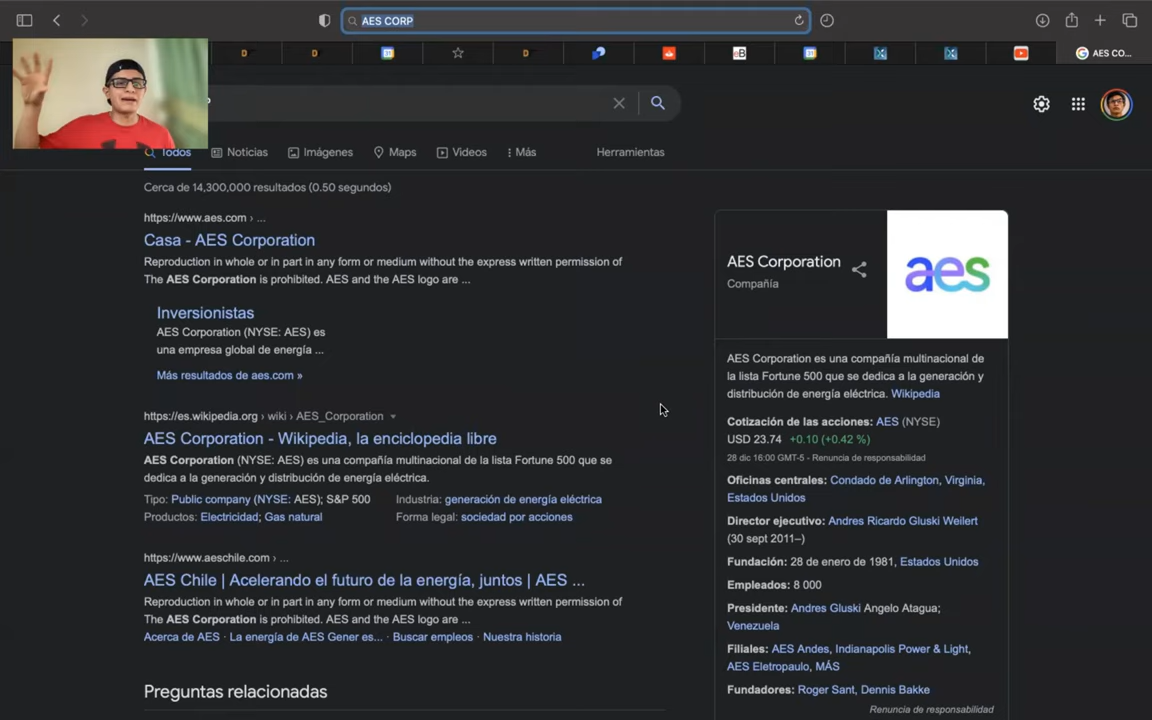 AES CORP
AES CO...
Todos
Noticias
Imágenes
Maps
Videos
Más
Herramientas
Cerca de 14,300,000 resultados (0.50 segundos)
https://www.aes.com › ...
Casa - AES Corporation
Reproduction in whole or in part in any form or medium without the express written permission of
The AES Corporation is prohibited. AES and the AES logo are ...
Inversionistas
AES Corporation (NYSE: AES) es
una empresa global de energía ...
Más resultados de aes.com »
https://es.wikipedia.org › wiki › AES_Corporation
AES Corporation - Wikipedia, la enciclopedia libre
AES Corporation (NYSE: AES) es una compañía multinacional de la lista Fortune 500 que se
dedica a la generación y distribución de energía eléctrica.
Tipo: Public company (NYSE: AES); S&P 500
Industria: generación de energía eléctrica
Productos: Electricidad; Gas natural
Forma legal: sociedad por acciones
https://www.aeschile.com › ...
AES Chile | Acelerando el futuro de la energía, juntos | AES ...
Reproduction in whole or in part in any form or medium without the express written permission of
The AES Corporation is prohibited. AES and the AES logo are ...
Acerca de AES · La energía de AES Gener es... · Buscar empleos · Nuestra historia
Preguntas relacionadas
AES Corporation
Compañía
aes
AES Corporation es una compañía multinacional de
la lista Fortune 500 que se dedica a la generación y
distribución de energía eléctrica. Wikipedia
Cotización de las acciones: AES (NYSE)
USD 23.74 +0.10 (+0.42 %)
28 dic 16:00 GMT-5 - Renuncia de responsabilidad
Oficinas centrales: Condado de Arlington, Virginia,
Estados Unidos
Director ejecutivo: Andres Ricardo Gluski Weilert
(30 sept 2011–)
Fundación: 28 de enero de 1981, Estados Unidos
Empleados: 8 000
Presidente: Andres Gluski Angelo Atagua;
Venezuela
Filiales: AES Andes, Indianapolis Power & Light,
AES Eletropaulo, MÁS
Fundadores: Roger Sant, Dennis Bakke
Renuncia de responsabilidad